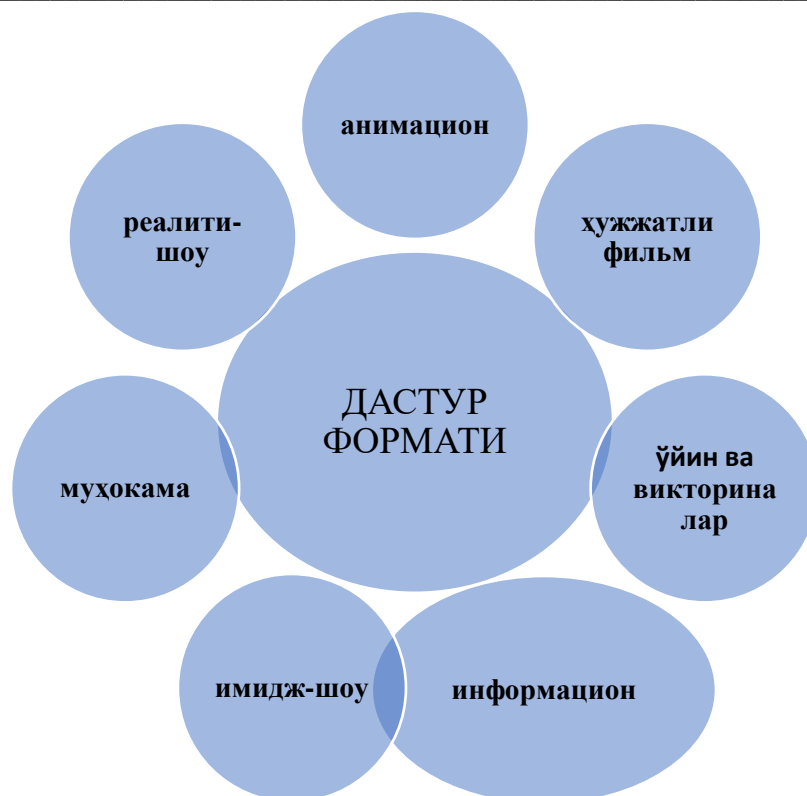 анимацион
реалити-
шоу
ҳужжатли
фильм
ДАСТУР
ФОРМАТИ
муҳокама
ўйин ва
викторина
лар
имидж-шоу
информацион